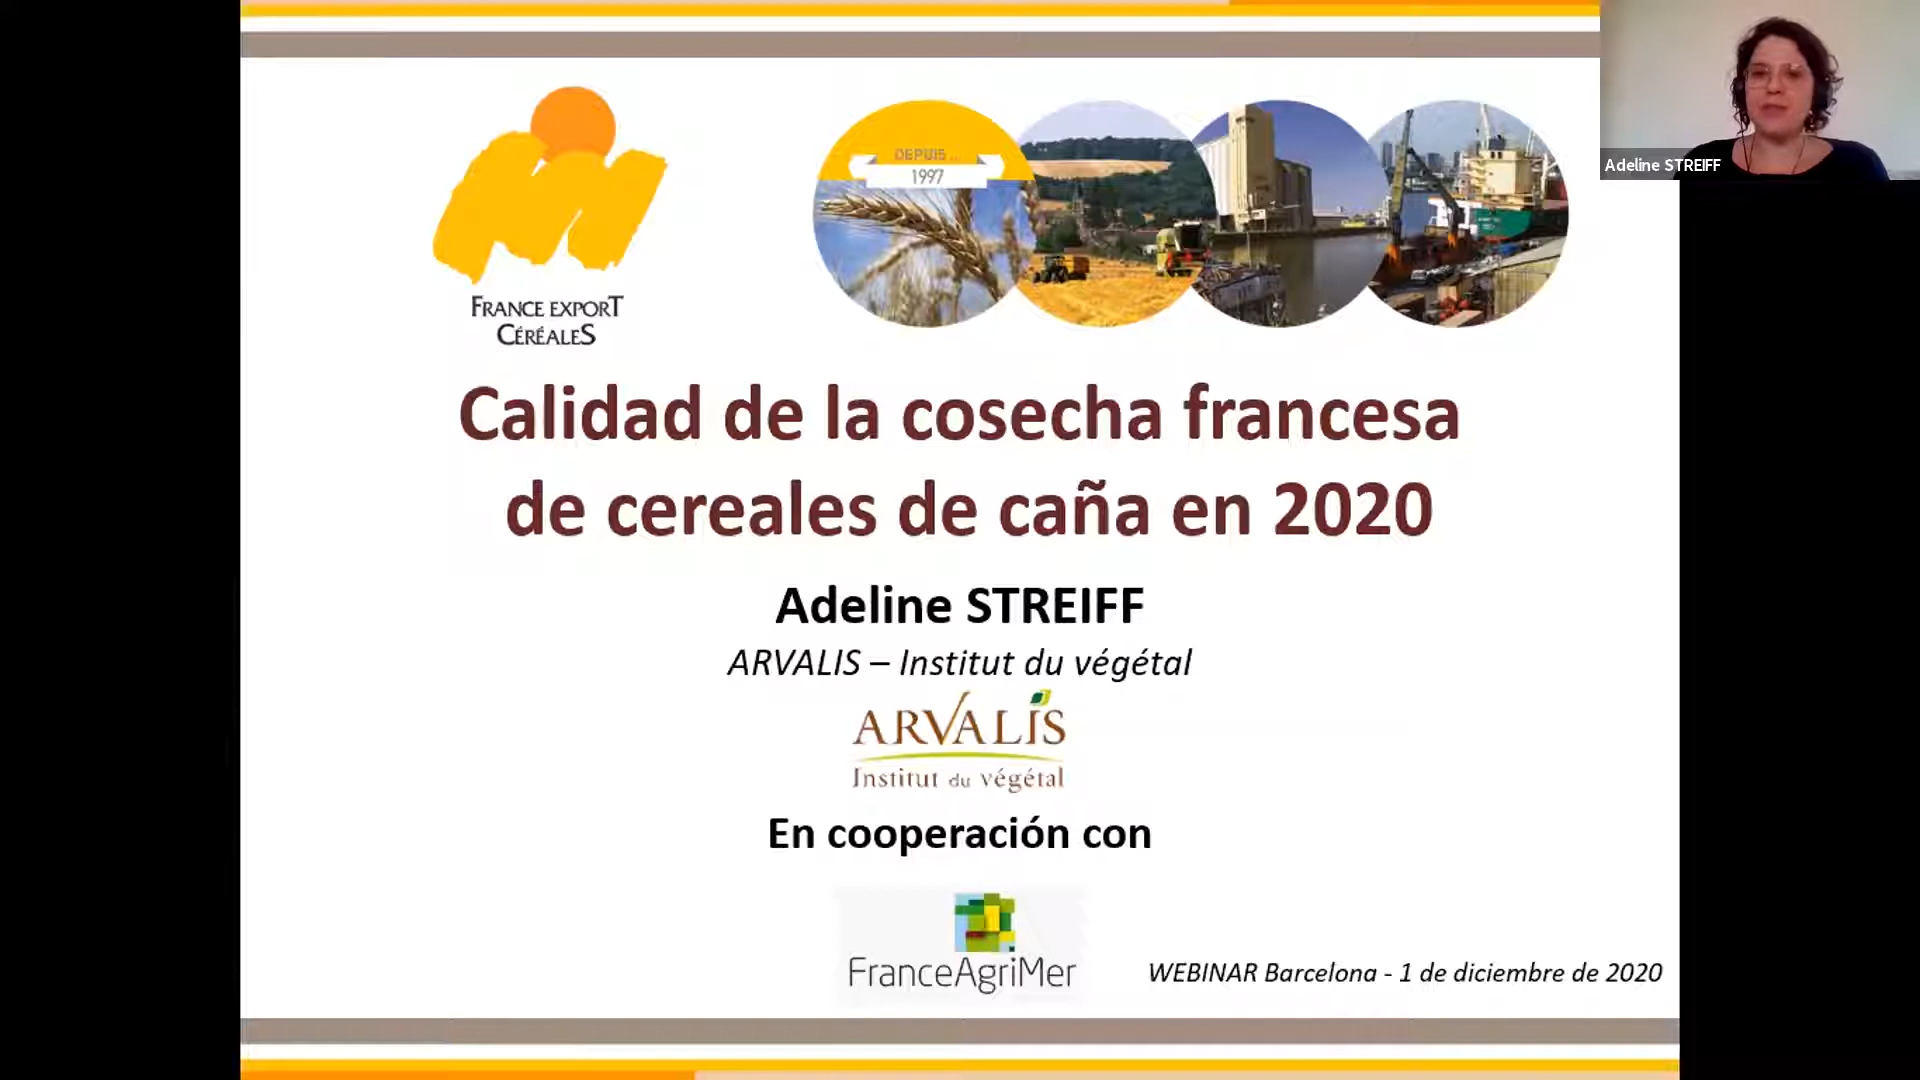 Adeline STREIFF
DEPUIS ..
1997
FRANCE EXPORT
CÉRÉALES
Calidad de la cosecha francesa
de cereales de caña en 2020
Adeline STREIFF
ARVALIS – Institut du végétal
ARVALIS
Institut du végétal
En cooperación con
FranceAgriMer
WEBINAR Barcelona - 1 de diciembre de 2020